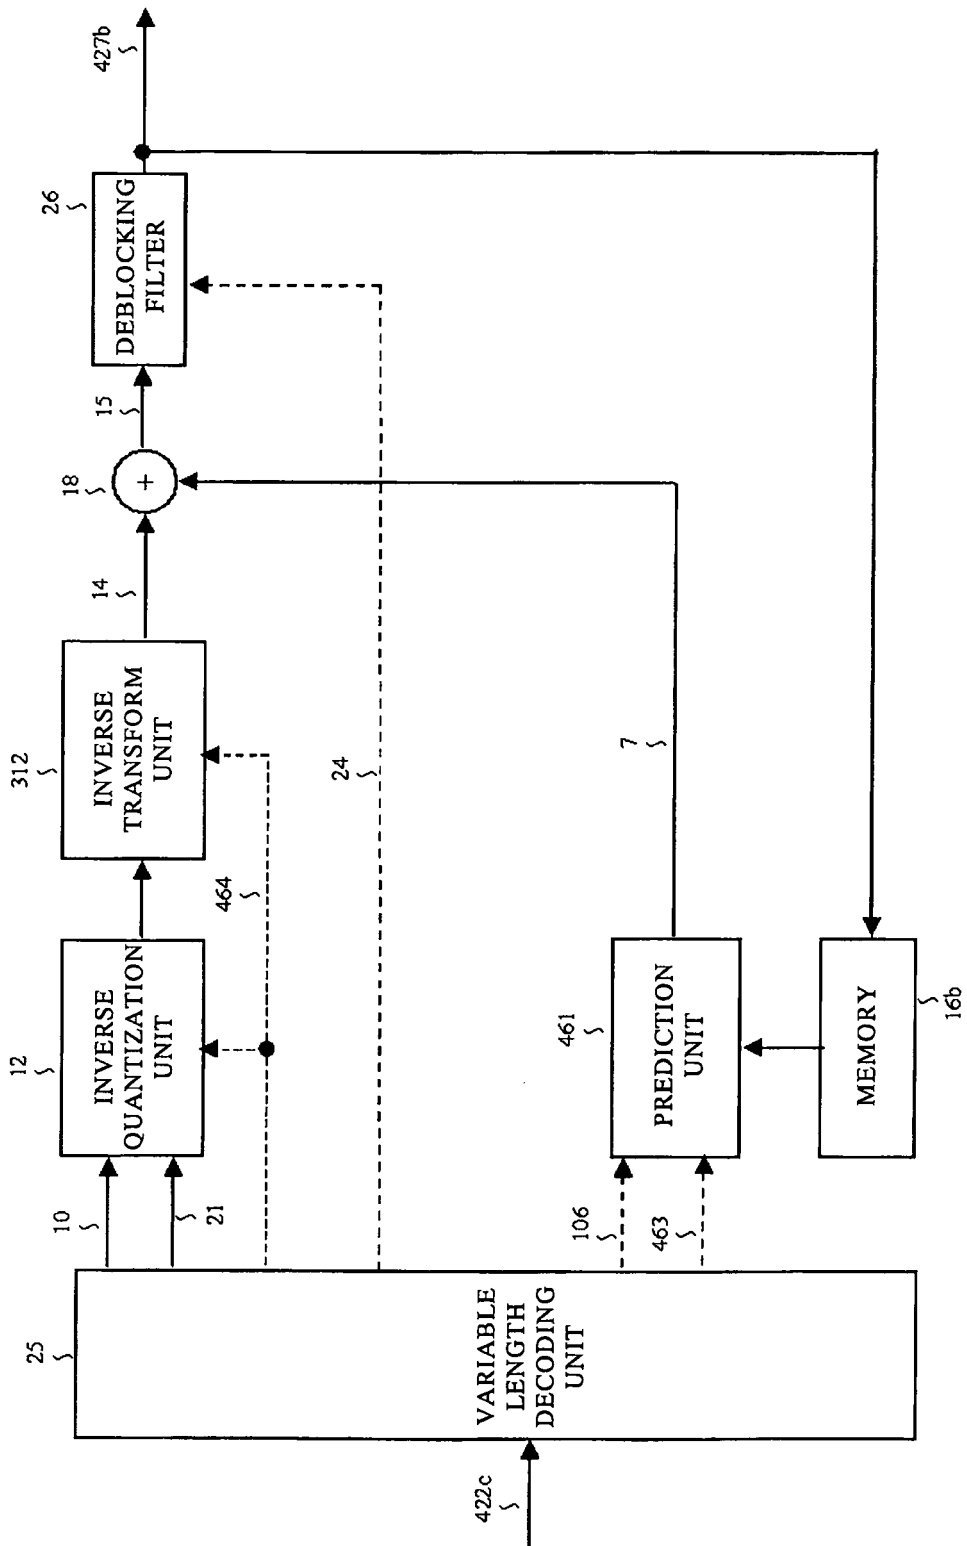 422c
25
VARIABLE
LENGTH
DECODING
UNIT
10
21
12
INVERSE
QUANTIZATION
UNIT
464
312
INVERSE
TRANSFORM
UNIT
14
18
+
15
26
DEBLOCKING
FILTER
427b
24
106
463
461
PREDICTION
UNIT
7
MEMORY
16b